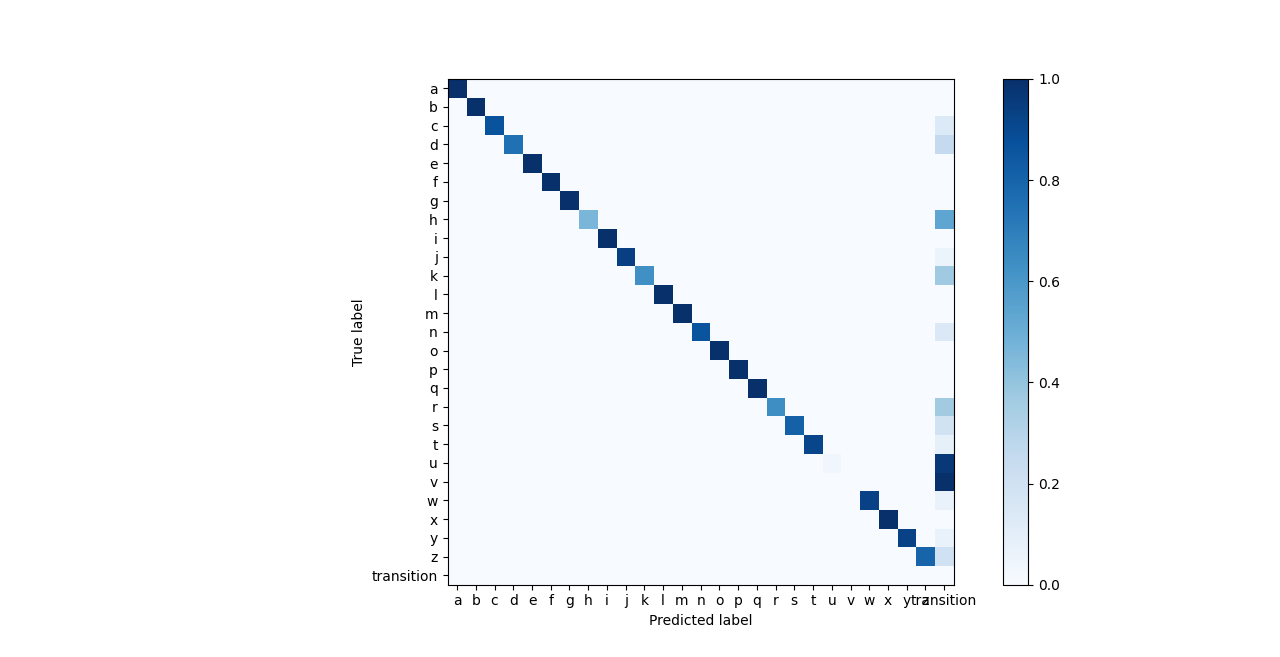 True label
a
b
c
d
e
f
g
h
i
j
k
l
m
n
o
p
q
r
s
t
u
v
w
x
y
z
transition
a b c d e f g h i j k l m n o p q r s t u v w x y z transition
Predicted label
1.0
0.8
0.6
0.4
0.2
0.0